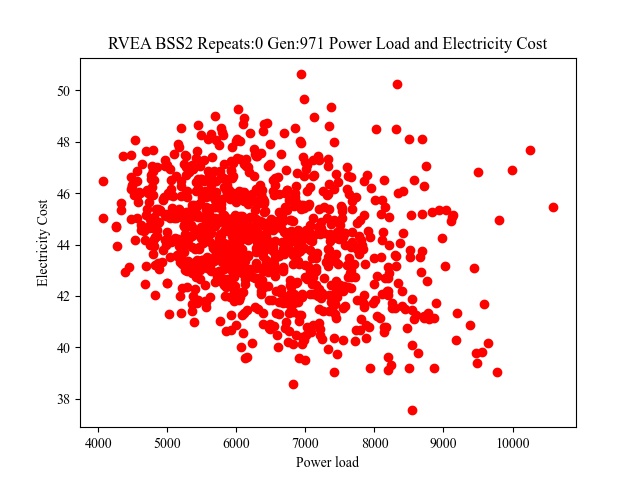 RVEA BSS2 Repeats:0 Gen:971 Power Load and Electricity Cost
50
48
46
44
42
40
38
Electricity Cost
4000 5000 6000 7000 8000 9000 10000
Power load